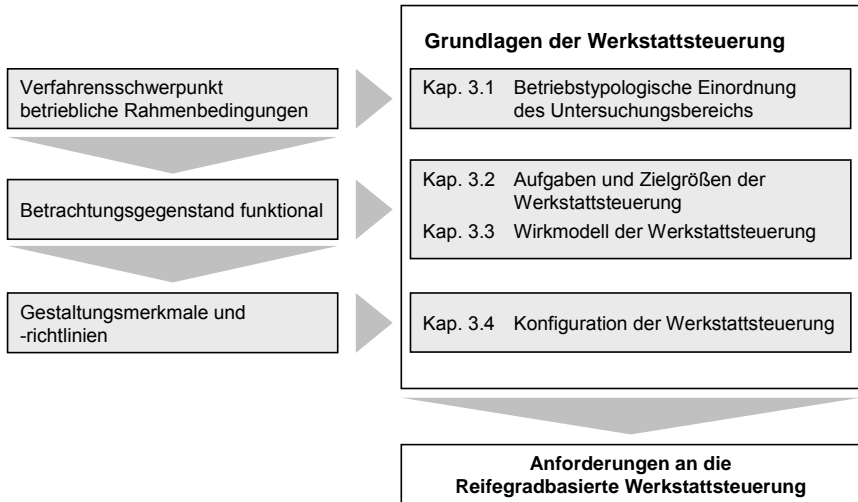 Grundlagen der Werkstattsteuerung
Verfahrensschwerpunkt
betriebliche Rahmenbedingungen
Kap. 3.1 Betriebstypologische Einordnung
des Untersuchungsbereichs
Betrachtungsgegenstand funktional
Kap. 3.2 Aufgaben und Zielgrößen der
Werkstattsteuerung
Kap. 3.3 Wirkmodell der Werkstattsteuerung
Gestaltungsmerkmale und
-richtlinien
Kap. 3.4 Konfiguration der Werkstattsteuerung
Anforderungen an die
Reifegradbasierte Werkstattsteuerung